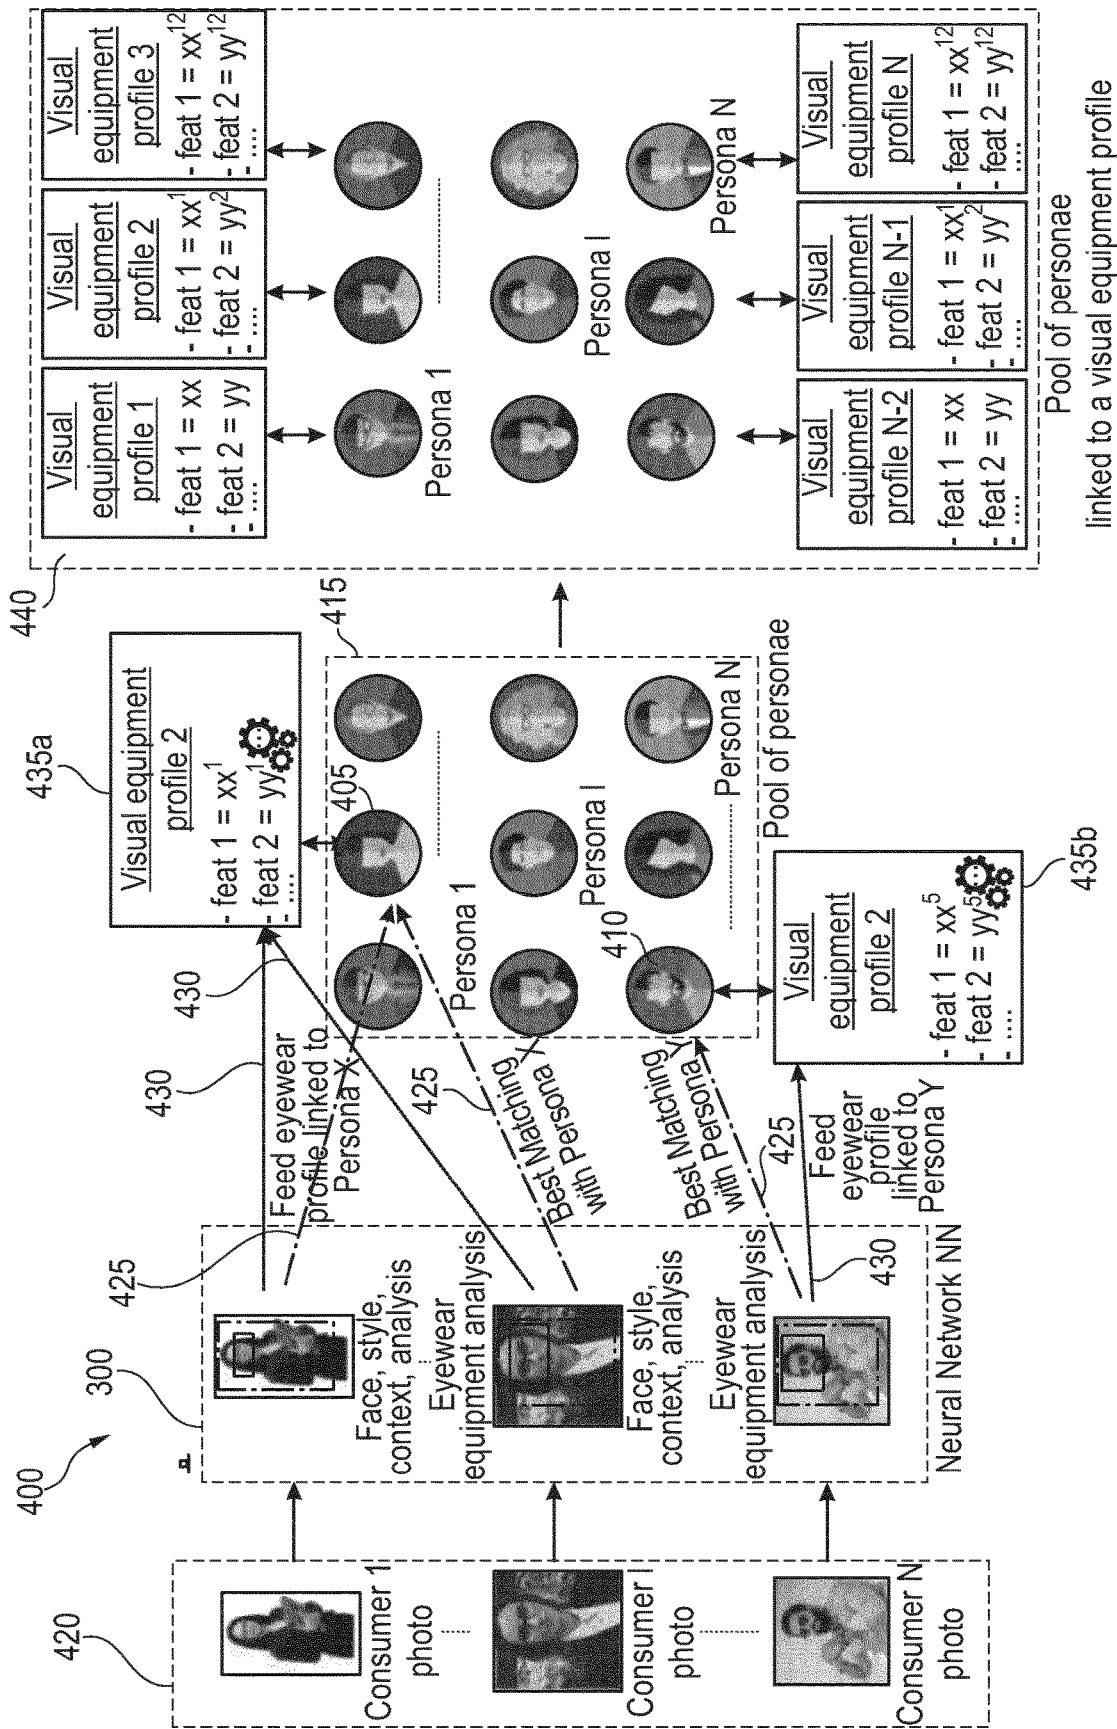 400
420
Consumer 1
photo
Consumer I
photo
Consumer N
photo
300
Face, style,
context, analysis
Eyewear
equipment analysis
Face, style,
context, analysis
Eyewear
equipment analysis
Neural Network NN
425
430
430
Feed eyewear
profile linked to
Persona X
425
Best Matching
with Persona Y
Best Matching
with Persona Y
425
Feed
eyewear
profile
linked to
Persona Y
430
435a
Visual equipment
profile 2
- feat 1 = xx1
- feat 2 = yy1
- ....
405
415
Persona 1
Persona I
410
Persona N
Pool of personae
Visual
equipment
profile 2
- feat 1 = xx5
- feat 2 = yy5
- ....
435b
440
Visual
equipment
profile 1
- feat 1 = xx
- feat 2 = yy
- ....
Visual
equipment
profile 2
- feat 1 = xx1
- feat 2 = yy2
- ....
Visual
equipment
profile 3
- feat 1 = xx12
- feat 2 = yy12
- ....
Persona 1
Persona I
Persona N
Visual
equipment
profile N-2
- feat 1 = xx
- feat 2 = yy
- ....
Visual
equipment
profile N-1
- feat 1 = xx1
- feat 2 = yy2
- ....
Visual
equipment
profile N
- feat 1 = xx12
- feat 2 = yy12
- ....
Pool of personae
linked to a visual equipment profile